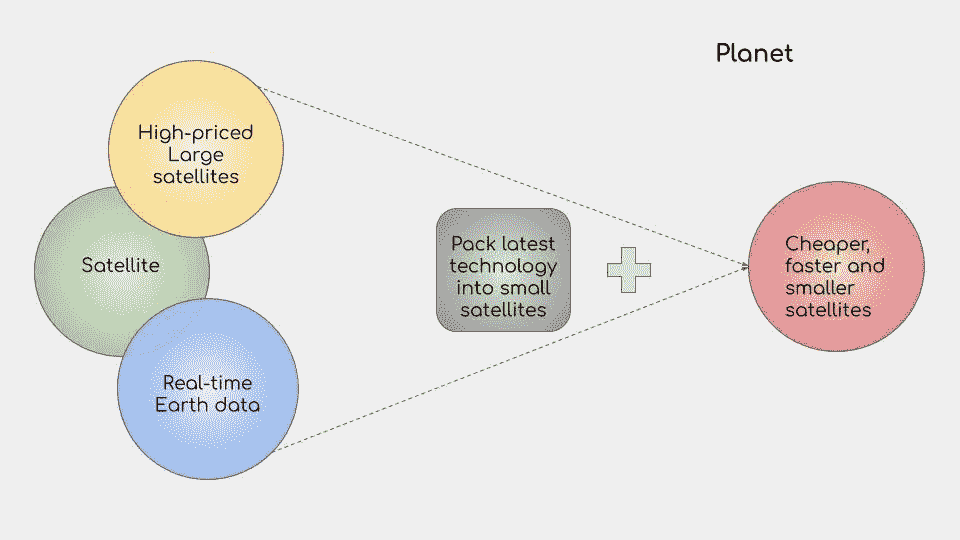 Planet
High-priced
Large
satellites
Satellite
Real-time
Earth data
Pack latest
technology
into small
satellites
Cheaper,
faster and
smaller
satellites